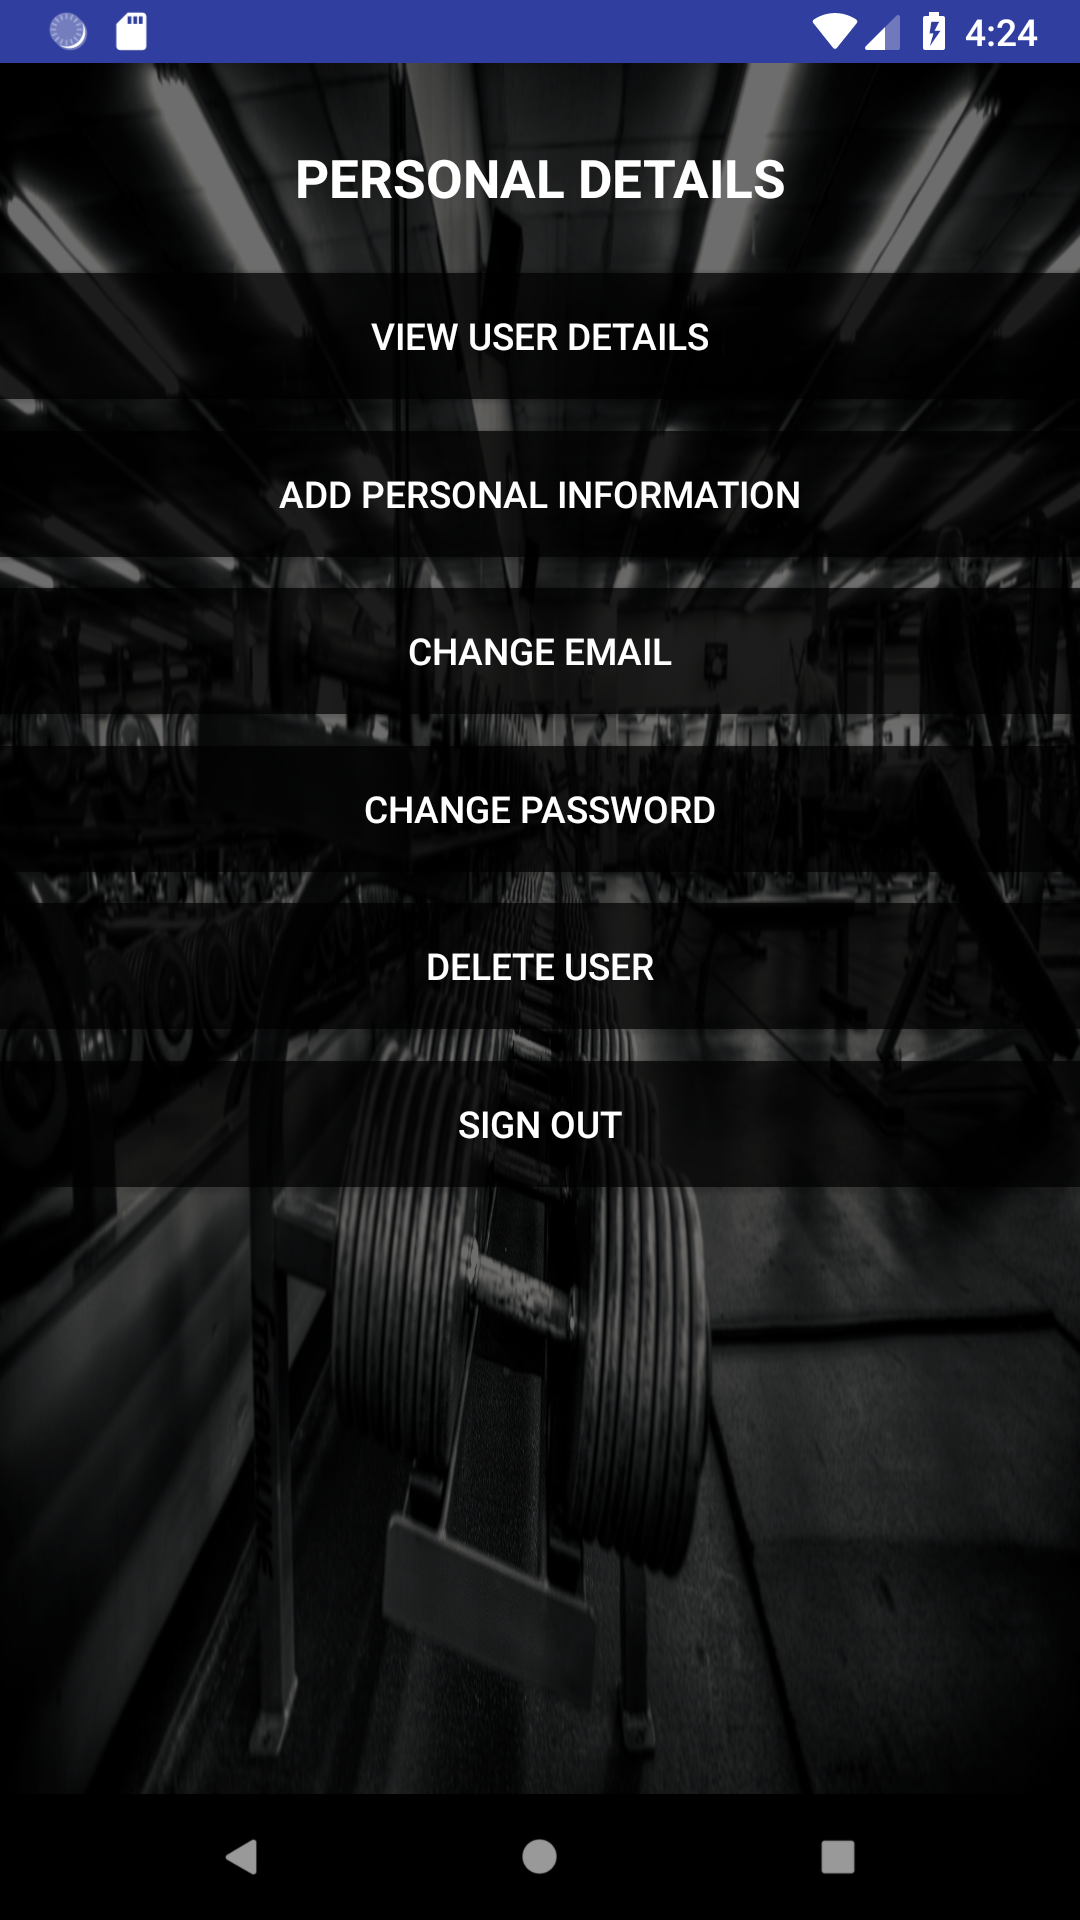 4:24
PERSONAL DETAILS
VIEW USER DETAILS
ADD PERSONAL INFORMATION
CHANGE EMAIL
CHANGE PASSWORD
DELETE USER
SIGN OUT